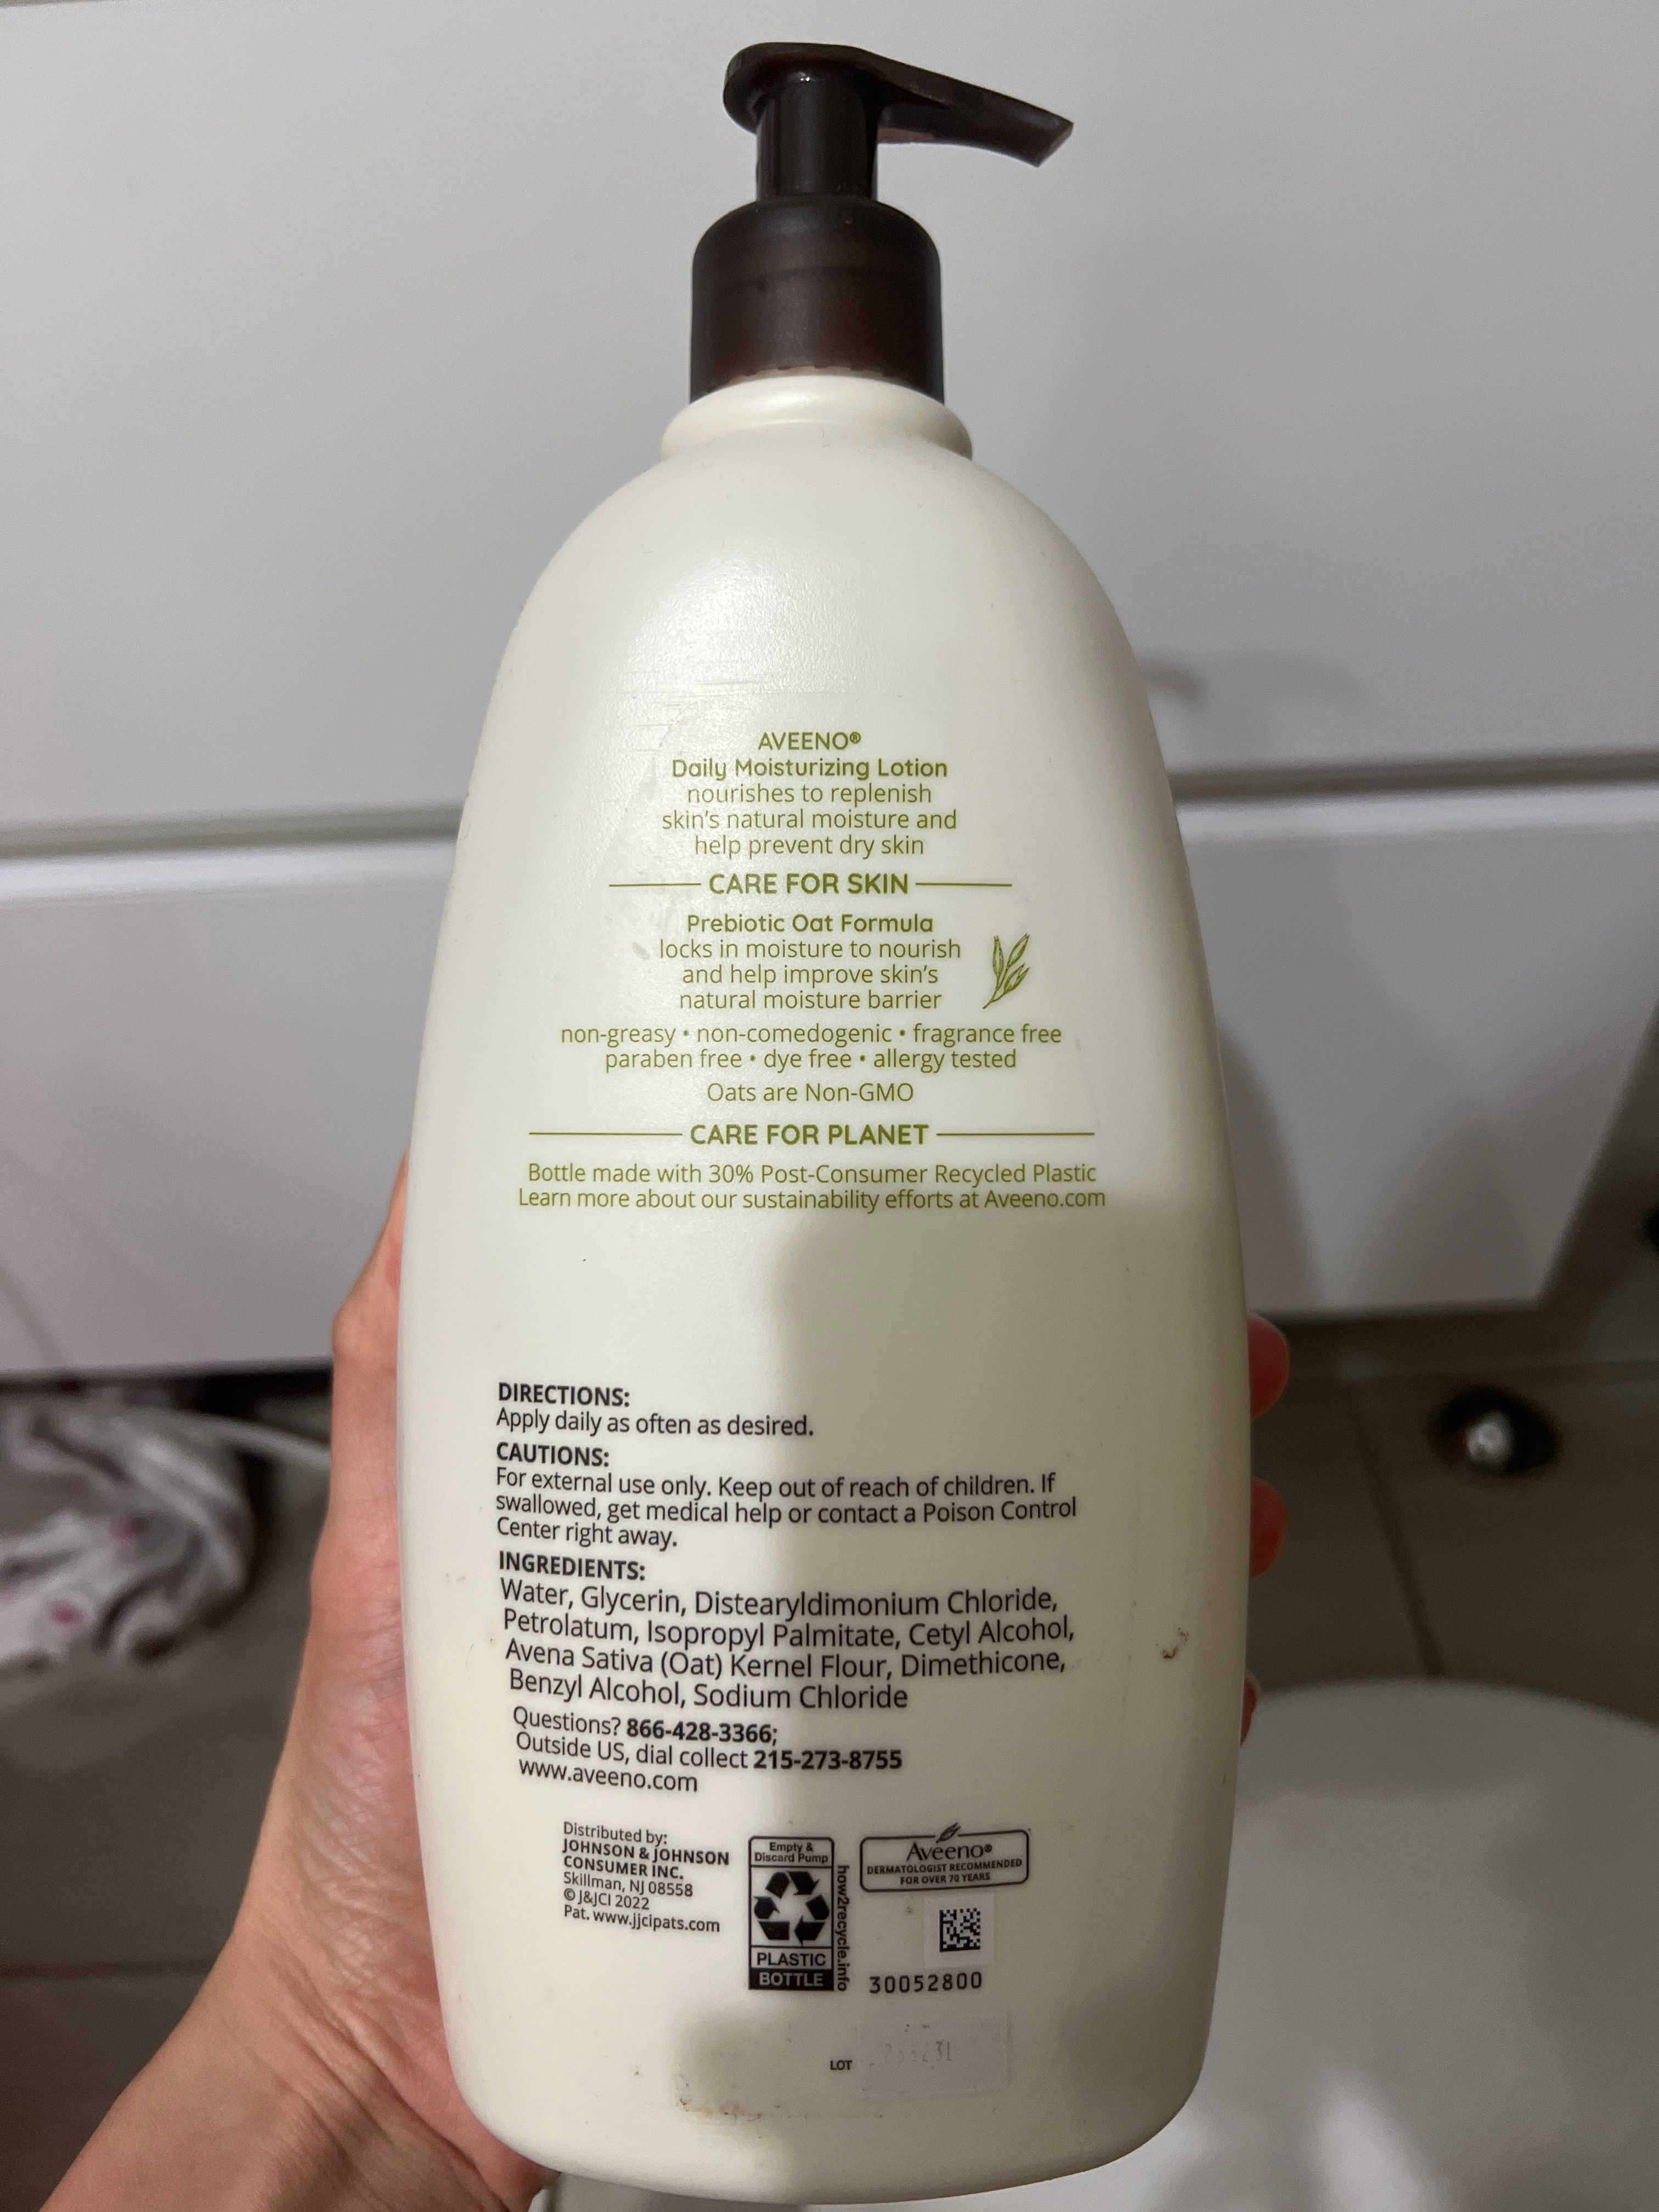 AVEENO®
Daily Moisturizing Lotion
nourishes to replenish
skin's natural moisture and
help prevent dry skin
CARE FOR SKIN
Prebiotic Oat Formula
locks in moisture to nourish
and help improve skin's
natural moisture barrier
non-greasy • non-comedogenic • fragrance free
paraben free • dye free • allergy tested
Oats are Non-GMO
CARE FOR PLANET
Bottle made with 30% Post-Consumer Recycled Plastic
Learn more about our sustainability efforts at Aveeno.com
DIRECTIONS:
Apply daily as often as desired.
CAUTIONS:
For external use only. Keep out of reach of children. If
swallowed, get medical help or contact a Poison Control
Center right away.
INGREDIENTS:
Water, Glycerin, Distearyldimonium Chloride,
Petrolatum, Isopropyl Palmitate, Cetyl Alcohol,
Avena Sativa (Oat) Kernel Flour, Dimethicone,
Benzyl Alcohol, Sodium Chloride
Questions? 866-428-3366;
Outside US, dial collect 215-273-8755
www.aveeno.com
Distributed by:
JOHNSON & JOHNSON
CONSUMER INC.
Skillman, NJ 08558
© J&JCI 2022
Pat. www.jjcipats.com
Empty &
Discard Pump
PLASTIC
BOTTLE
how2recycle.info
Aveeno®
DERMATOLOGIST RECOMMENDED
FOR OVER 70 YEARS
30052800
LOT